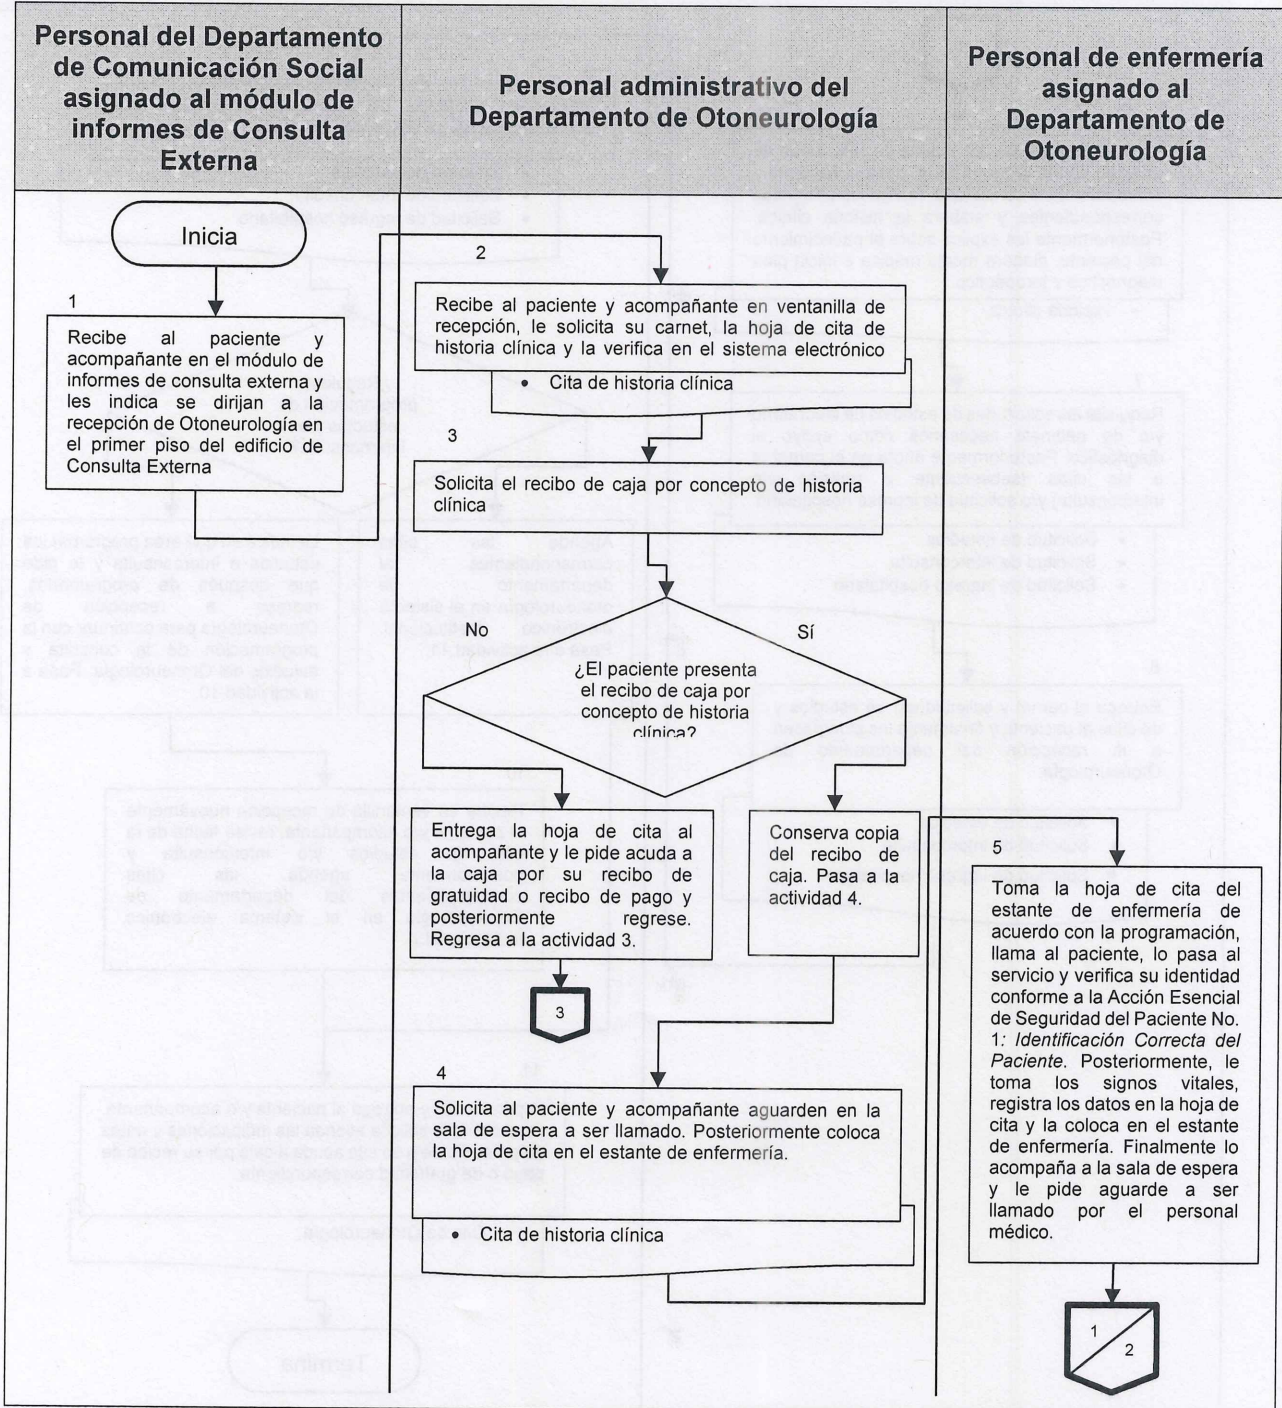 Personal del Departamento
de Comunicación Social
asignado al módulo de
informes de Consulta
Externa
Personal administrativo del
Departamento de Otoneurología
Personal de enfermería
asignado al
Departamento de
Otoneurología
Inicia
1
Recibe al paciente y
acompañante en el módulo de
informes de consulta externa y
les indica se dirijan a la
recepción de Otoneurología en
el primer piso del edificio de
Consulta Externa
2
Recibe al paciente y acompañante en ventanilla de
recepción, le solicita su carnet, la hoja de cita de
historia clínica y la verifica en el sistema electrónico
• Cita de historia clínica
3
Solicita el recibo de caja por concepto de historia
clínica
No
Sí
¿El paciente presenta
el recibo de caja por
concepto de historia
clínica?
Entrega la hoja de cita al
acompañante y le pide acuda a
la caja por su recibo de
gratuidad o recibo de pago y
posteriormente regrese.
Regresa a la actividad 3.
3
Conserva copia
del recibo de
caja. Pasa a la
actividad 4.
4
Solicita al paciente y acompañante aguarden en la
sala de espera a ser llamado. Posteriormente coloca
la hoja de cita en el estante de enfermería.
• Cita de historia clínica
5
Toma la hoja de cita del
estante de enfermería de
acuerdo con la programación,
llama al paciente, lo pasa al
servicio y verifica su identidad
conforme a la Acción Esencial
de Seguridad del Paciente No.
1: Identificación Correcta del
Paciente. Posteriormente, le
toma los signos vitales,
registra los datos en la hoja de
cita y la coloca en el estante
de enfermería. Finalmente lo
acompaña a la sala de espera
y le pide aguarde a ser
llamado por el personal
médico.
1
2